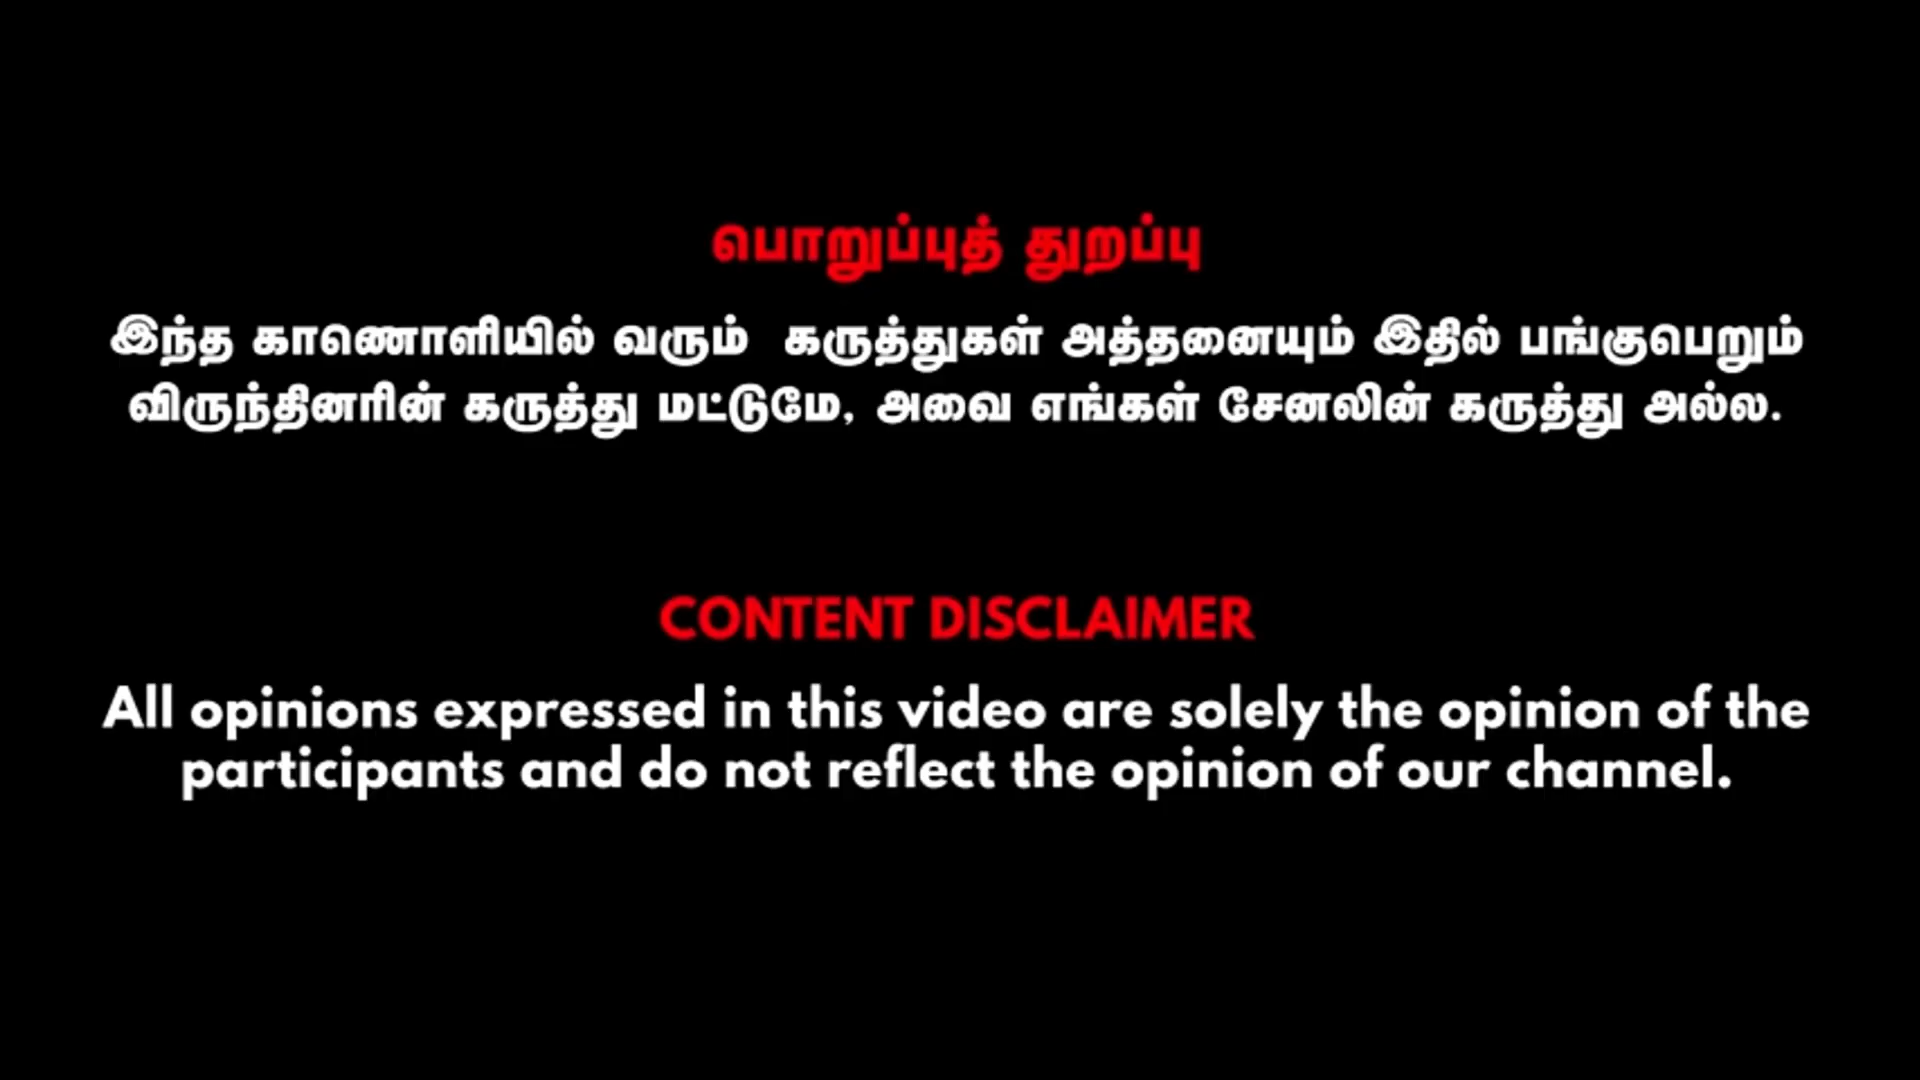 பொறுப்புத் துறப்பு
இந்த காணொளியில் வரும் கருத்துகள் அத்தனையும் இதில் பங்குபெறும்
விருந்தினரின் கருத்து மட்டுமே, அவை எங்கள் சேனலின் கருத்து அல்ல.
CONTENT DISCLAIMER
All opinions expressed in this video are solely the opinion of the
participants and do not reflect the opinion of our channel.